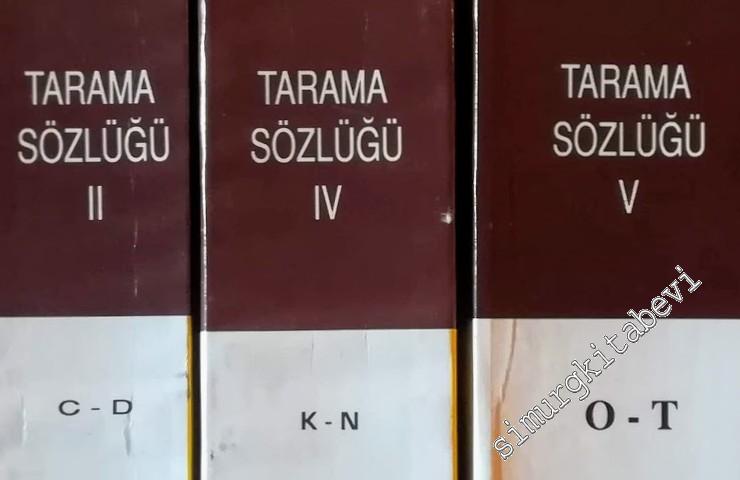 TARAMA
SÖZLÜĞÜ
II
C - D
TARAMA
SÖZLÜĞÜ
IV
K - N
TARAMA
SÖZLÜĞÜ
V
O - T
simurgkitabevi